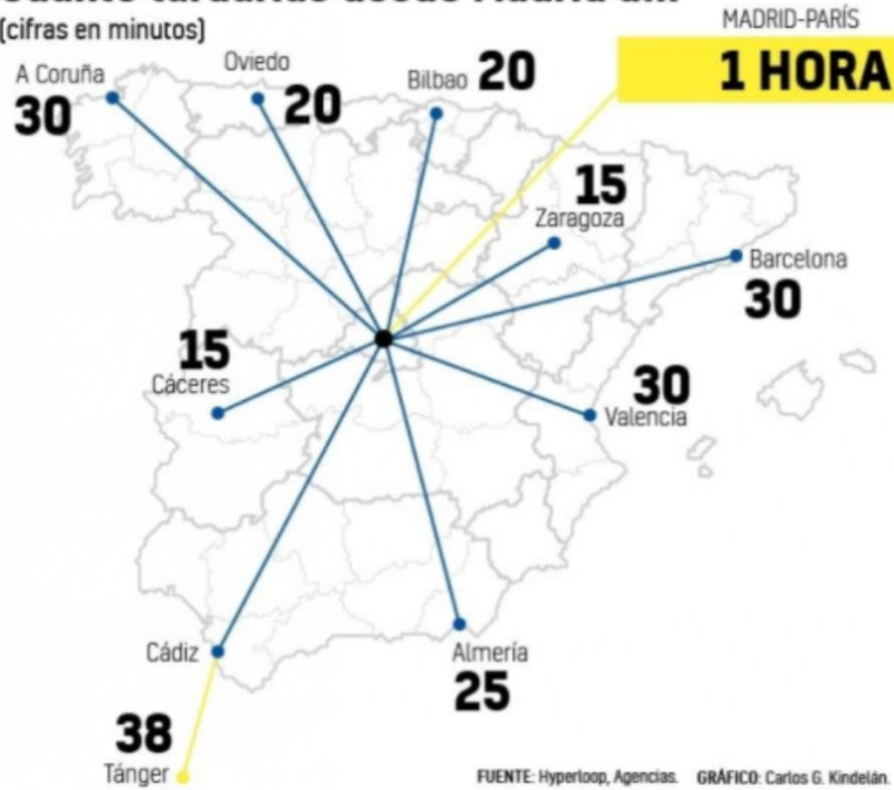 (cifras en minutos)
MADRID-PARÍS
1 HORA
A Coruña
30
Oviedo
20
Bilbao 20
15
Zaragoza
Barcelona
30
15
Cáceres
30
Valencia
Cádiz
Almería
25
38
Tánger
FUENTE: Hyperloop, Agencias. GRÁFICO: Carlos G. Kindelán.